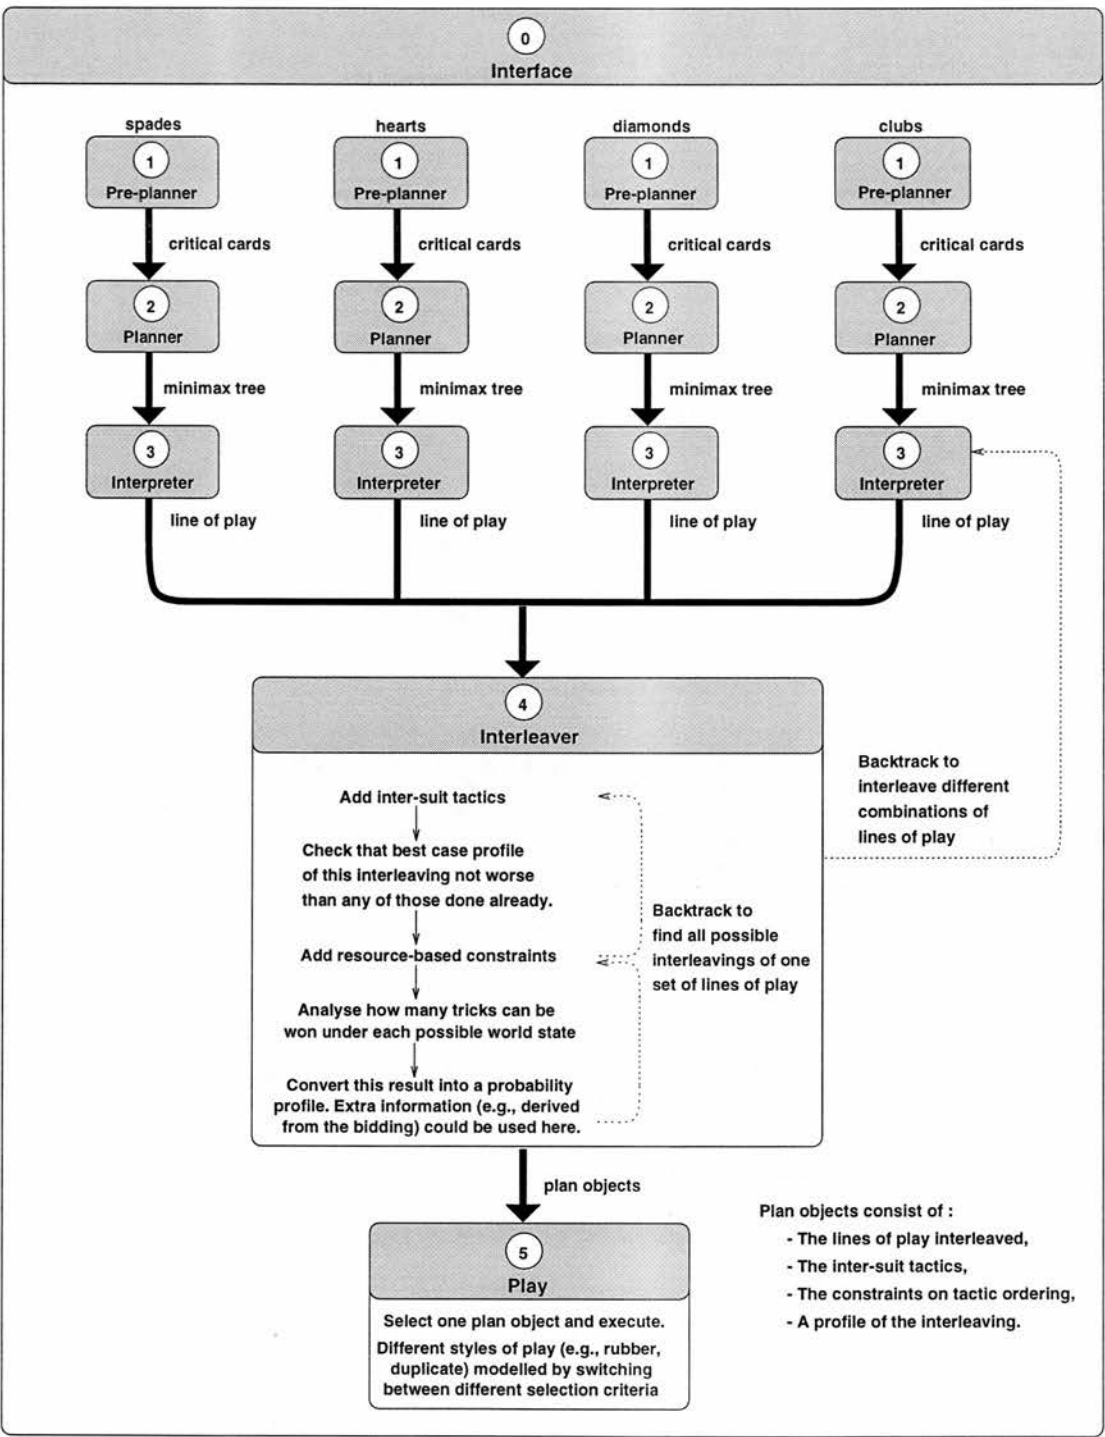 0
Interface
spades
hearts
diamonds
clubs
1
Pre-planner
1
Pre-planner
1
Pre-planner
1
Pre-planner
critical cards
critical cards
critical cards
critical cards
2
Planner
2
Planner
2
Planner
2
Planner
minimax tree
minimax tree
minimax tree
minimax tree
3
Interpreter
3
Interpreter
3
Interpreter
3
Interpreter
line of play
line of play
line of play
line of play
4
Interleaver
Add inter-suit tactics
Check that best case profile
of this interleaving not worse
than any of those done already.
Add resource-based constraints
Analyse how many tricks can be
won under each possible world state
Convert this result into a probability
profile. Extra information (e.g., derived
from the bidding) could be used here.
Backtrack to
find all possible
interleavings of one
set of lines of play
Backtrack to
interleave different
combinations of
lines of play
plan objects
5
Play
Select one plan object and execute.
Different styles of play (e.g., rubber,
duplicate) modelled by switching
between different selection criteria
Plan objects consist of :
- The lines of play interleaved,
- The inter-suit tactics,
- The constraints on tactic ordering,
- A profile of the interleaving.